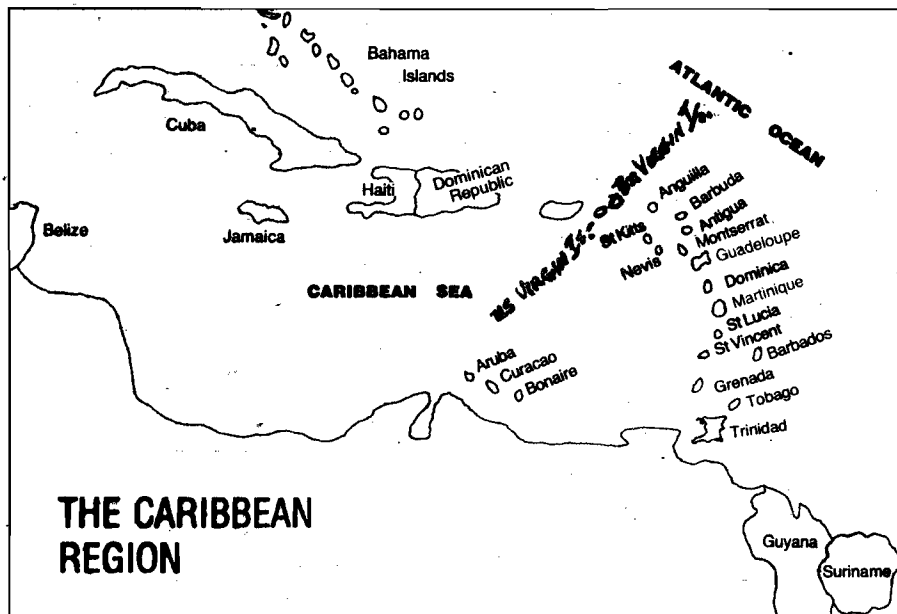 Bahama
Islands
ATLANTIC OCEAN
Cuba
BR VIRGIN Is.
Haiti
Dominican
Republic
Anguilla
Barbuda
Antigua
Belize
Jamaica
St Kitts
Montserrat
Nevis
Guadeloupe
US VIRGIN Is.
CARIBBEAN SEA
Dominica
Martinique
St Lucia
St Vincent
Barbados
Aruba
Curacao
Bonaire
Grenada
Tobago
Trinidad
THE CARIBBEAN
REGION
Guyana
Suriname